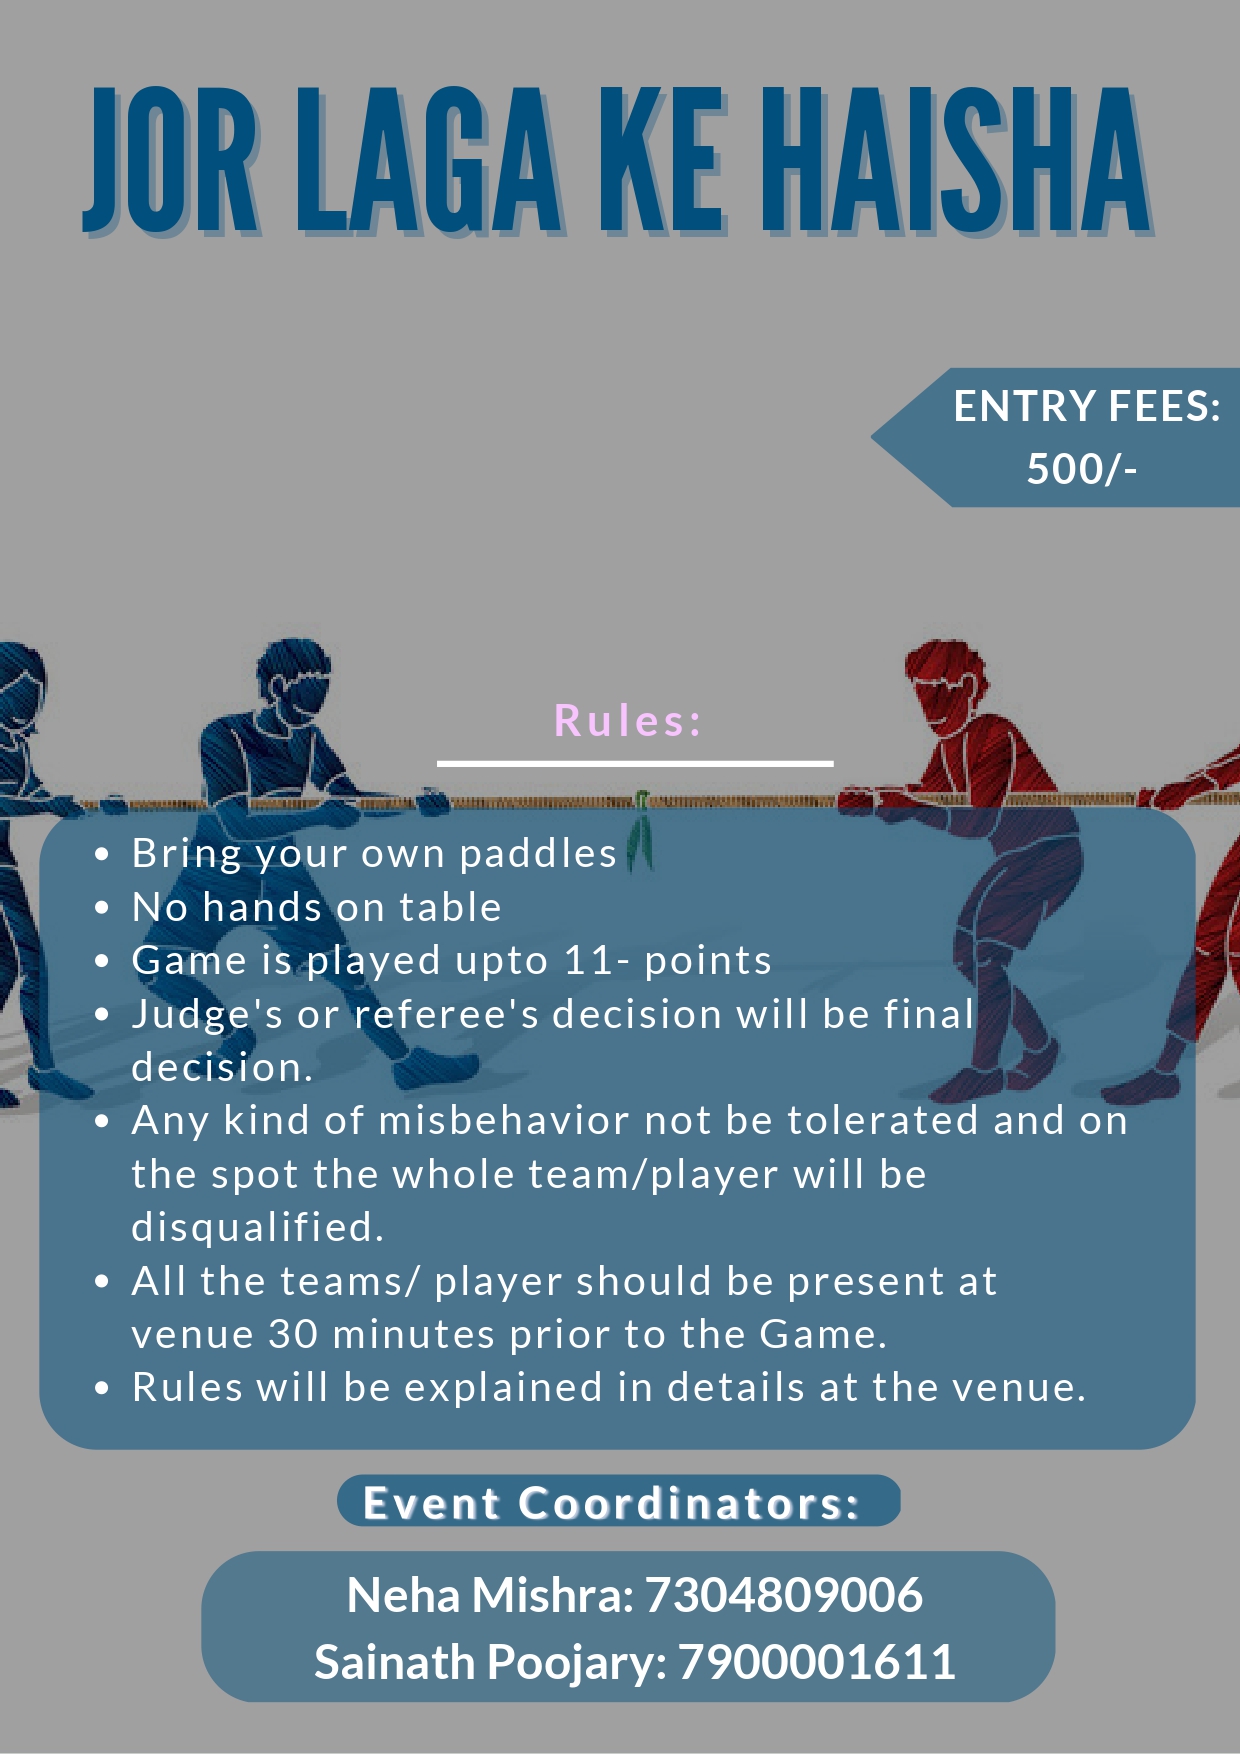 JOR LAGA KE HAISHA
ENTRY FEES:
500/-
Rules:
• Bring your own paddles
• No hands on table
• Game is played upto 11- points
• Judge's or referee's decision will be final
decision.
• Any kind of misbehavior not be tolerated and on
the spot the whole team/player will be
disqualified.
• All the teams/ player should be present at
venue 30 minutes prior to the Game.
• Rules will be explained in details at the venue.
Event Coordinators:
Neha Mishra: 7304809006
Sainath Poojary: 7900001611